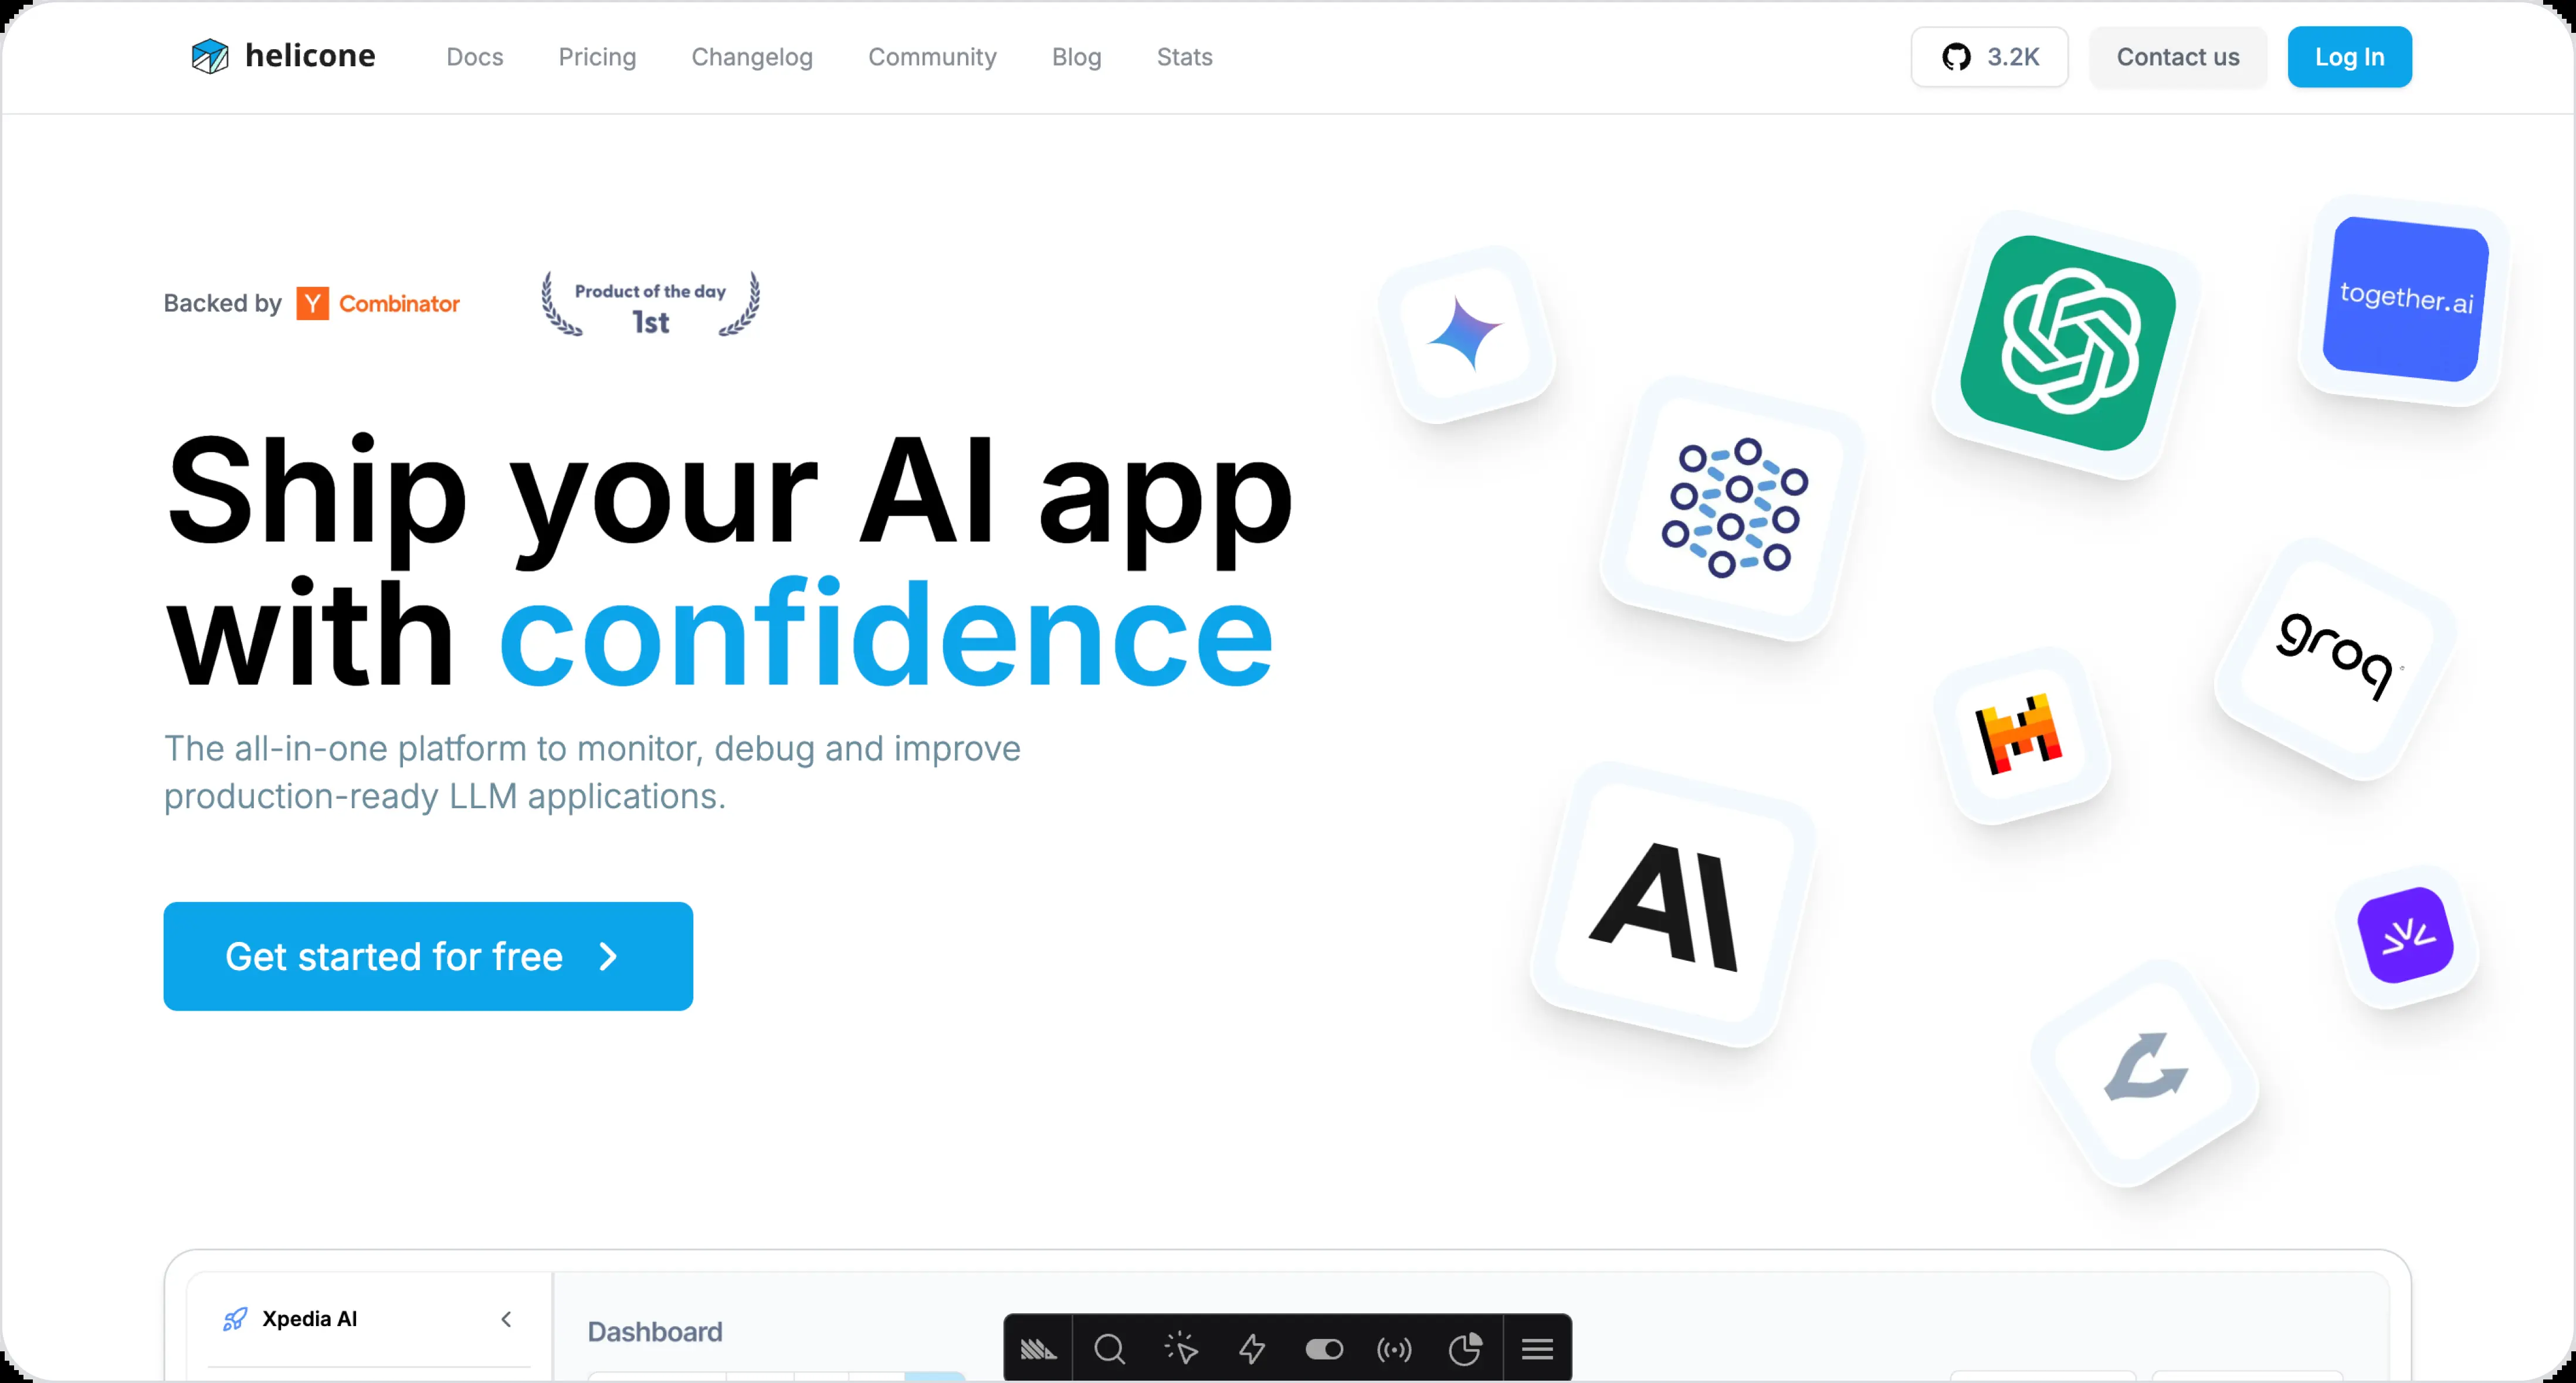 helicone
Docs
Pricing
Changelog
Community
Blog
Stats
3.2K
Contact us
Log In
Backed by Y Combinator
Product of the day
1st
Ship your AI app
with confidence
The all-in-one platform to monitor, debug and improve
production-ready LLM applications.
Get started for free
together.ai
groq
AI
Xpedia AI
Dashboard